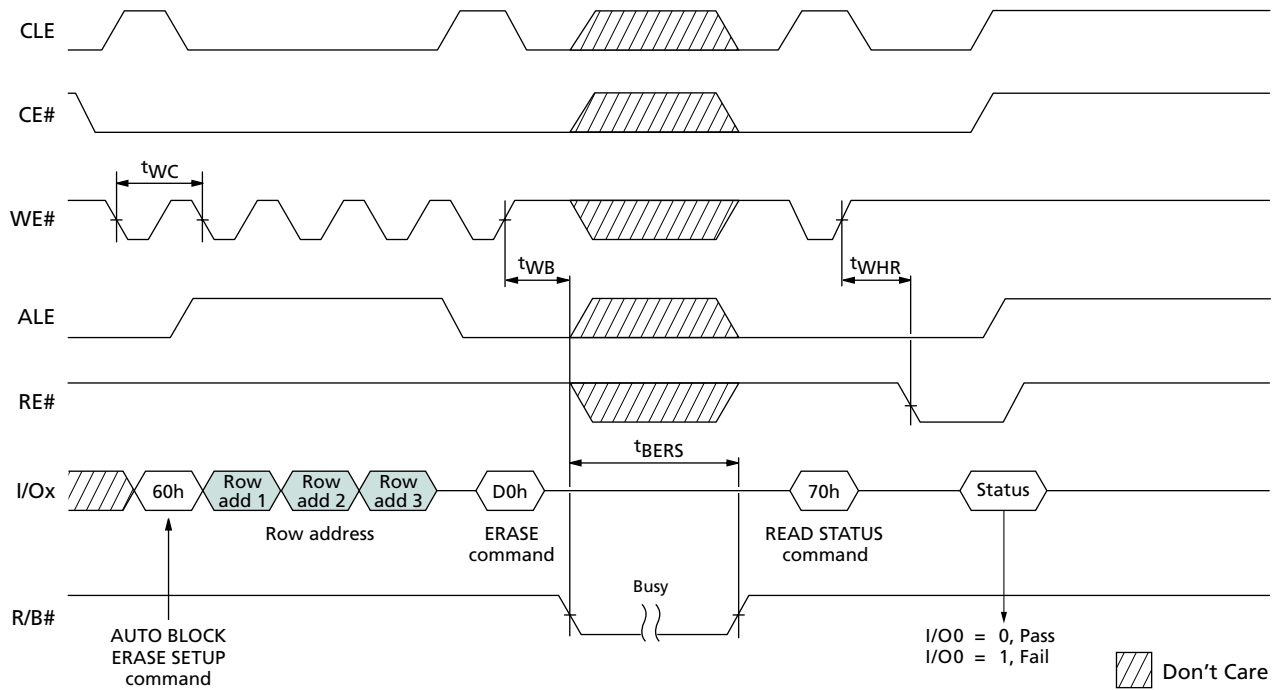 CLE
CE#
tWC
WE#
tWB
tWHR
ALE
RE#
tBERS
I/Ox
60h
Row
add 1
Row
add 2
Row
add 3
D0h
70h
Status
Row address
ERASE
command
READ STATUS
command
Busy
R/B#
AUTO BLOCK
ERASE SETUP
command
I/O0 = 0, Pass
I/O0 = 1, Fail
Don't Care